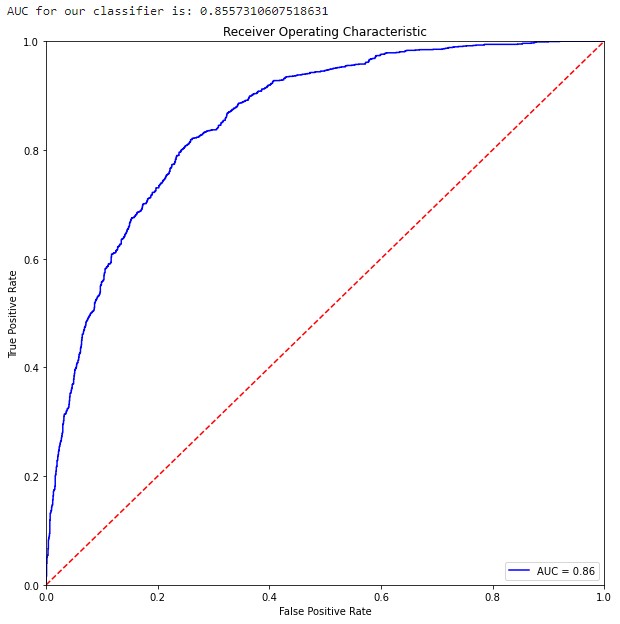 AUC for our classifier is: 0.8557310607518631
Receiver Operating Characteristic
1.0
0.8
0.6
0.4
0.2
0.0
True Positive Rate
AUC = 0.86
0.0 0.2 0.4 0.6 0.8 1.0
False Positive Rate